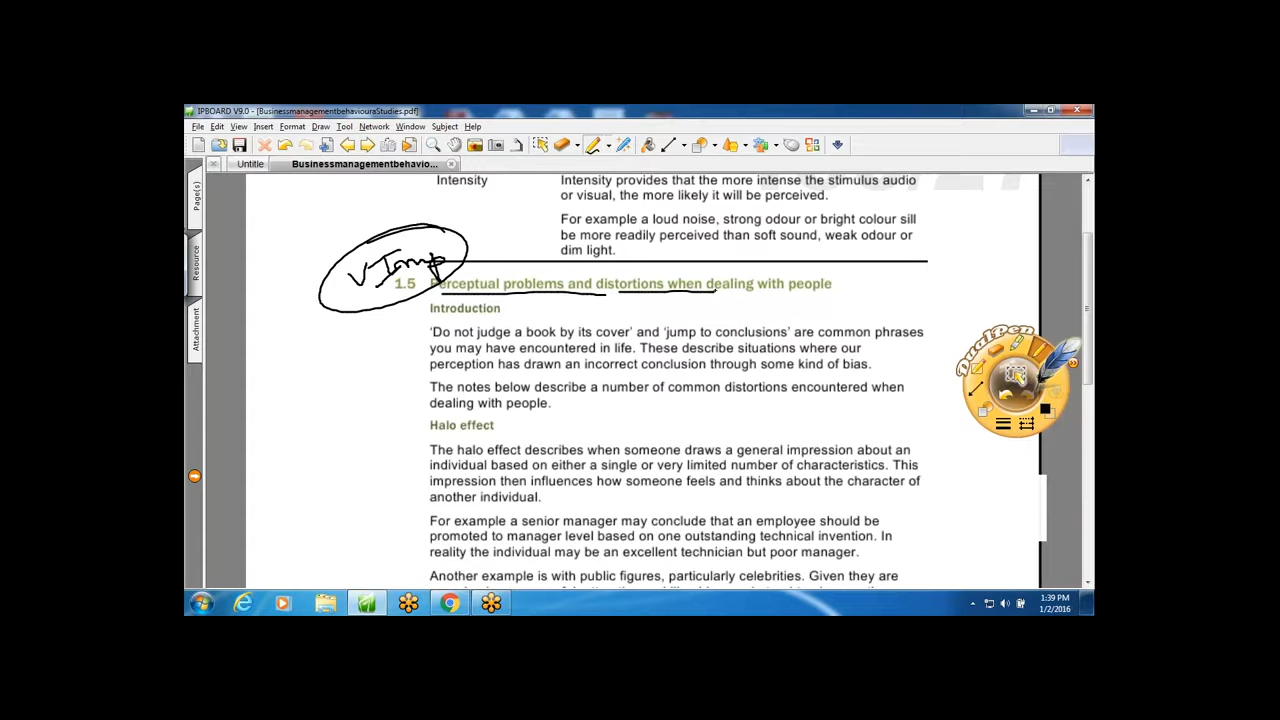 IPBOARD V9.0 - [BusinessmanagementbehaviouraStudies.pdf]
File Edit View Insert Format Draw Tool Network Window Subject Help
Untitle Businessmanagementbehavio...
Page(s)
Resource
Attachment
Intensity Intensity provides that the more intense the stimulus audio
or visual, the more likely it will be perceived.
For example a loud noise, strong odour or bright colour sill
be more readily perceived than soft sound, weak odour or
dim light.
V Imp
1.5 Perceptual problems and distortions when dealing with people
Introduction
'Do not judge a book by its cover' and 'jump to conclusions' are common phrases
you may have encountered in life. These describe situations where our
perception has drawn an incorrect conclusion through some kind of bias.
The notes below describe a number of common distortions encountered when
dealing with people.
Halo effect
The halo effect describes when someone draws a general impression about an
individual based on either a single or very limited number of characteristics. This
impression then influences how someone feels and thinks about the character of
another individual.
For example a senior manager may conclude that an employee should be
promoted to manager level based on one outstanding technical invention. In
reality the individual may be an excellent technician but poor manager.
Another example is with public figures, particularly celebrities. Given they are
DualPen
1:39 PM
1/2/2016